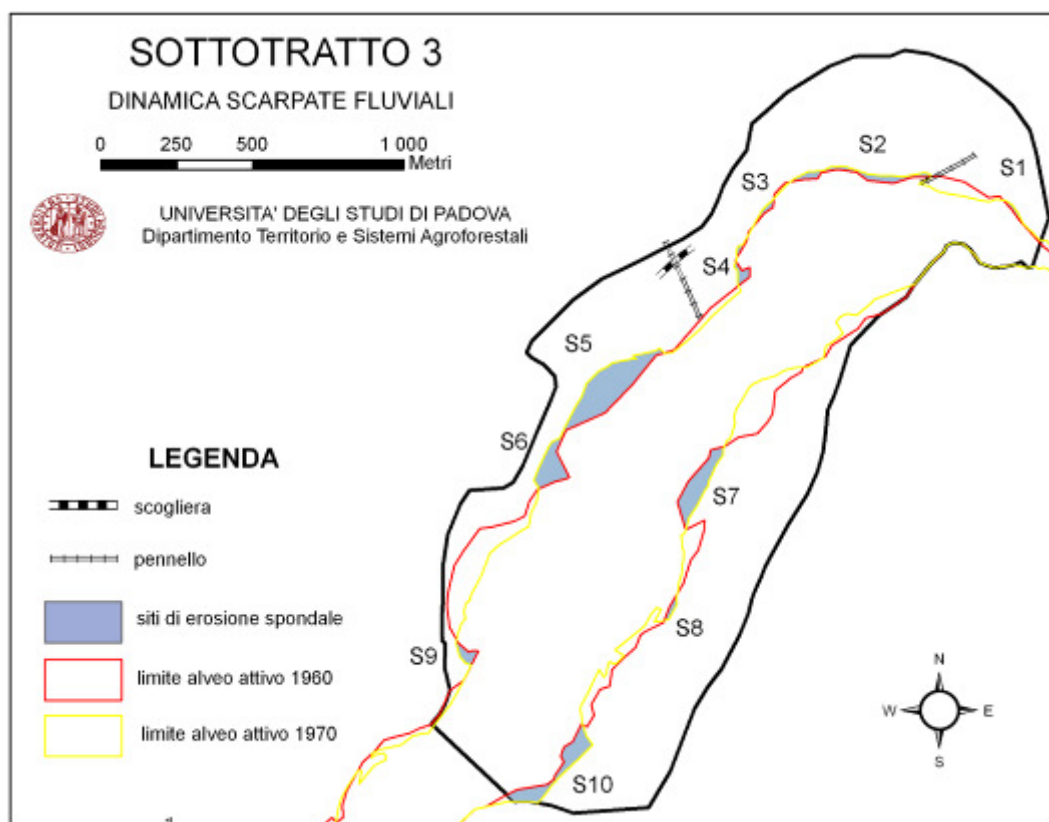 SOTTOTRATTO 3
DINAMICA SCARPATE FLUVIALI
0 250 500 1 000
Metri
UNIVERSITA' DEGLI STUDI DI PADOVA
Dipartimento Territorio e Sistemi Agroforestali
S1
S2
S3
S4
S5
S6
S7
S8
S9
S10
LEGENDA
scogliera
pennello
siti di erosione spondale
limite alveo attivo 1960
limite alveo attivo 1970
N
W E
S